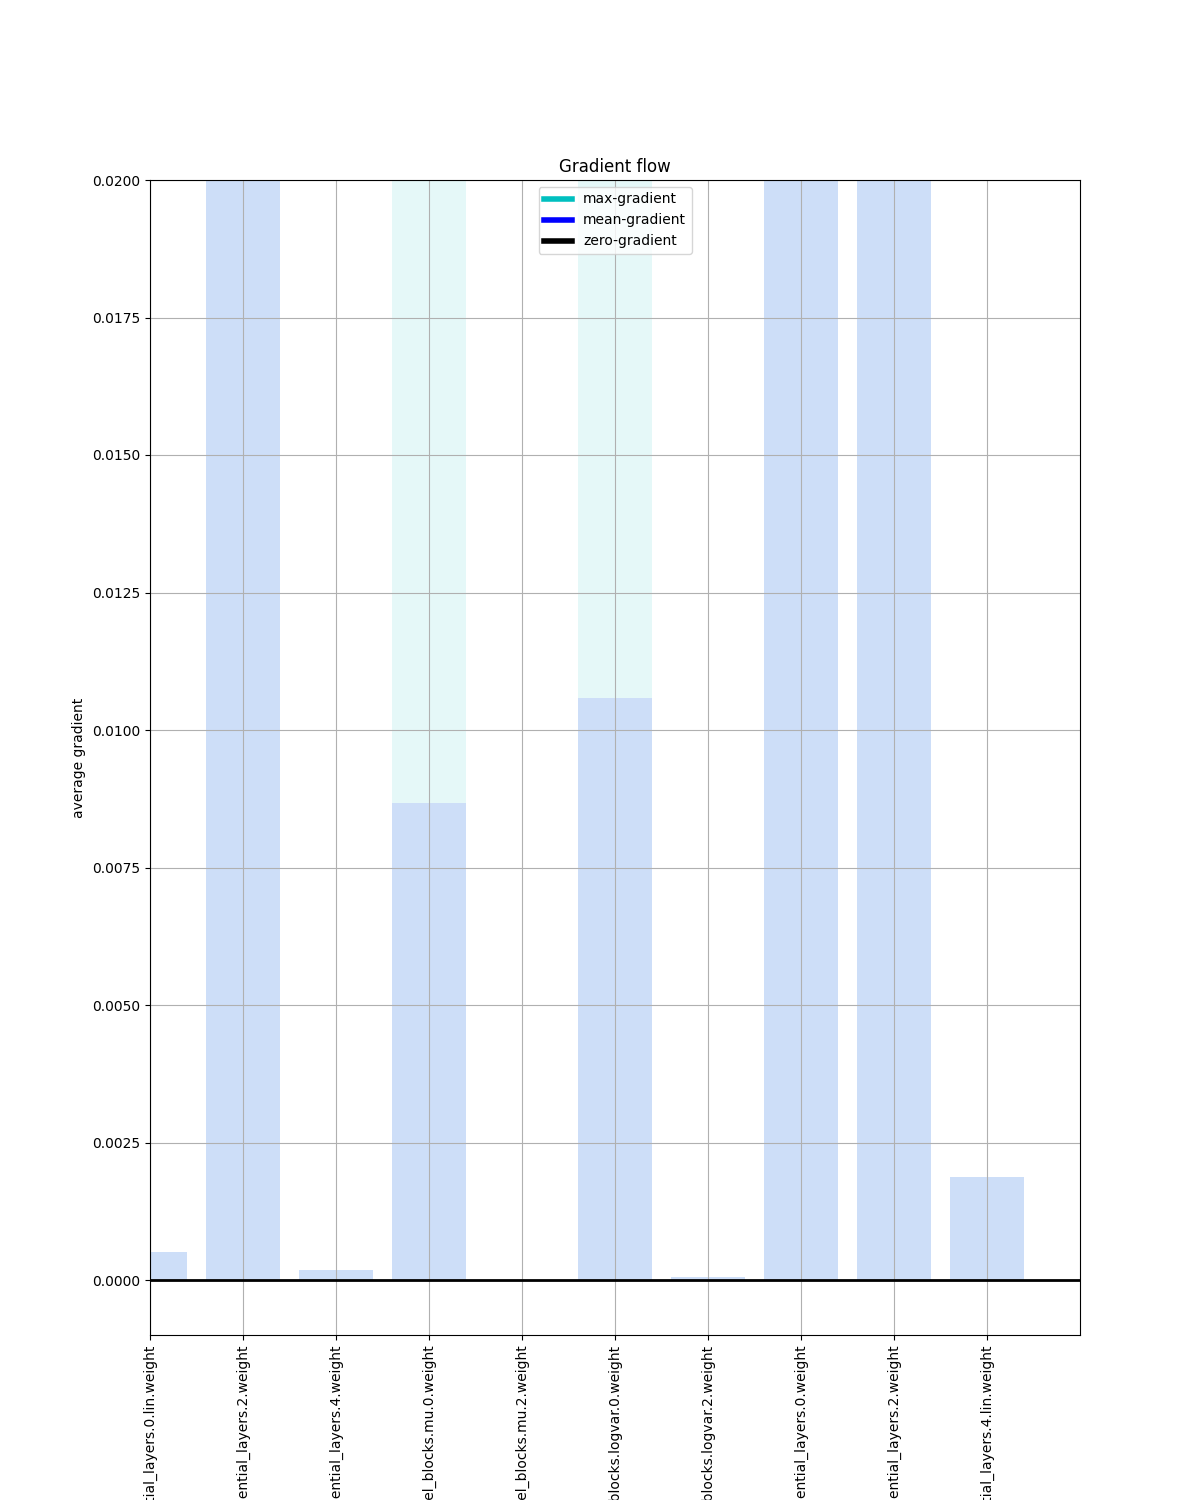 Gradient flow
max-gradient
mean-gradient
zero-gradient
0.0200
0.0175
0.0150
0.0125
0.0100
0.0075
0.0050
0.0025
0.0000
average gradient
tial_layers.0.lin.weight
ential_layers.2.weight
ential_layers.4.weight
el_blocks.mu.0.weight
el_blocks.mu.2.weight
blocks.logvar.0.weight
blocks.logvar.2.weight
ential_layers.0.weight
ential_layers.2.weight
tial_layers.4.lin.weight